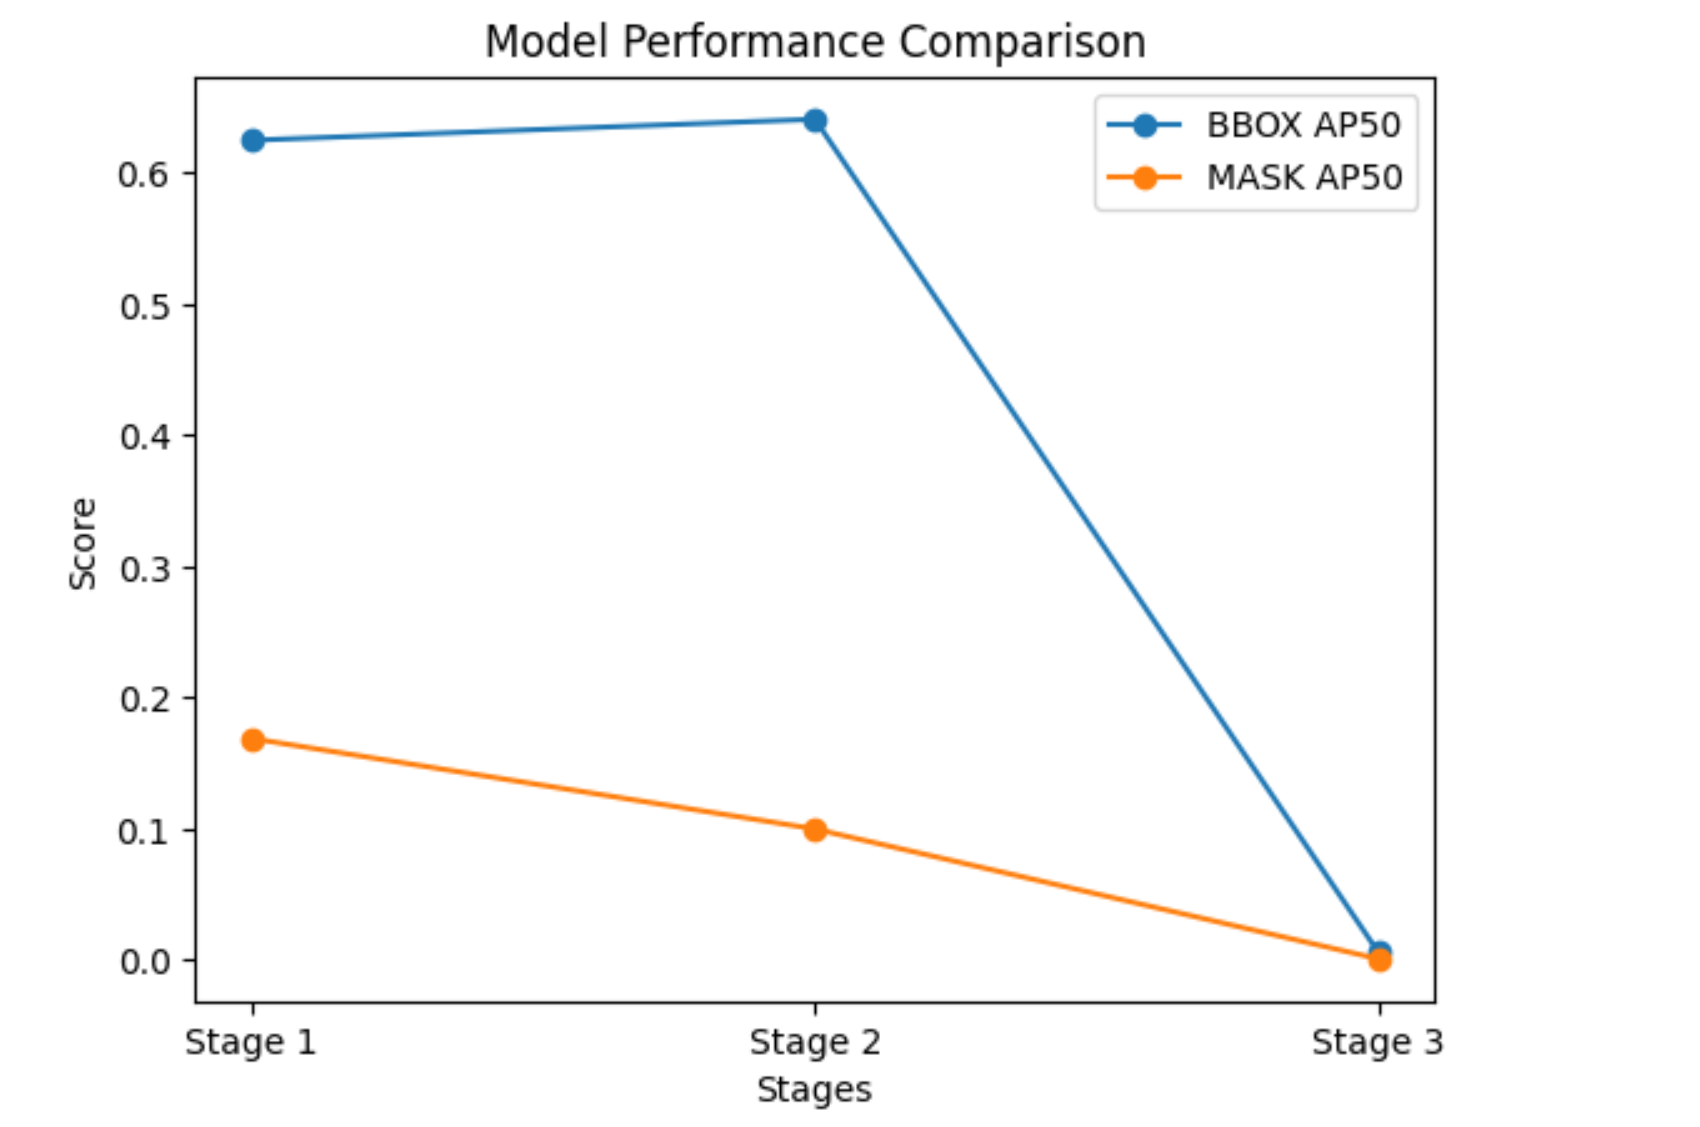 Model Performance Comparison
BBOX AP50
MASK AP50
0.6
0.5
0.4
0.3
0.2
0.1
0.0
Score
Stage 1
Stage 2
Stage 3
Stages